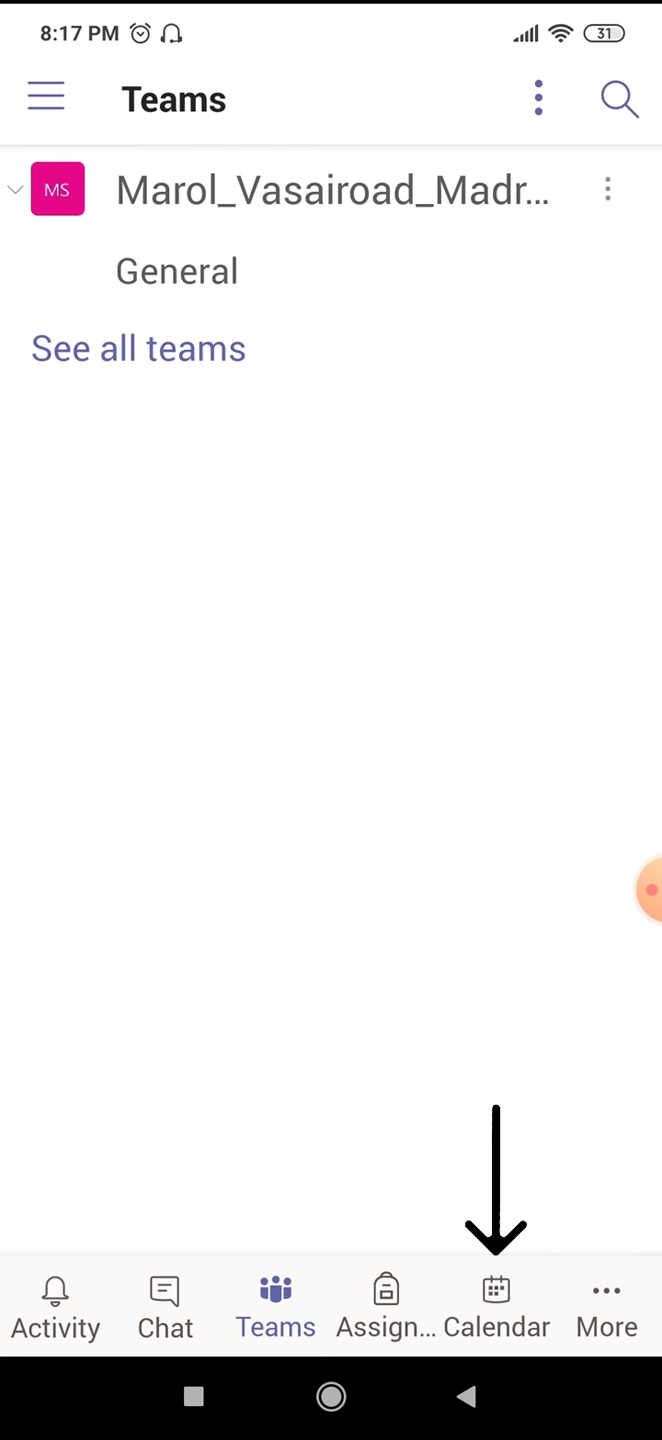 8:17 PM 31
Teams
MS Marol_Vasairoad_Madr...
General
See all teams
Activity Chat Teams Assign... Calendar More